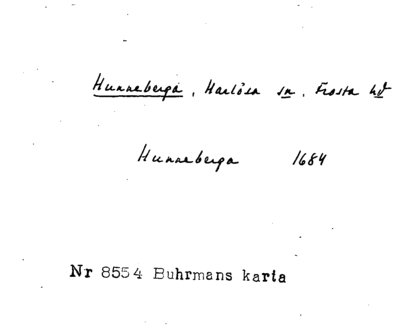 Hunneberga, Harlösa sn, Frosta hd
Hunneberga 1684
Nr 8554 Buhrmans karta